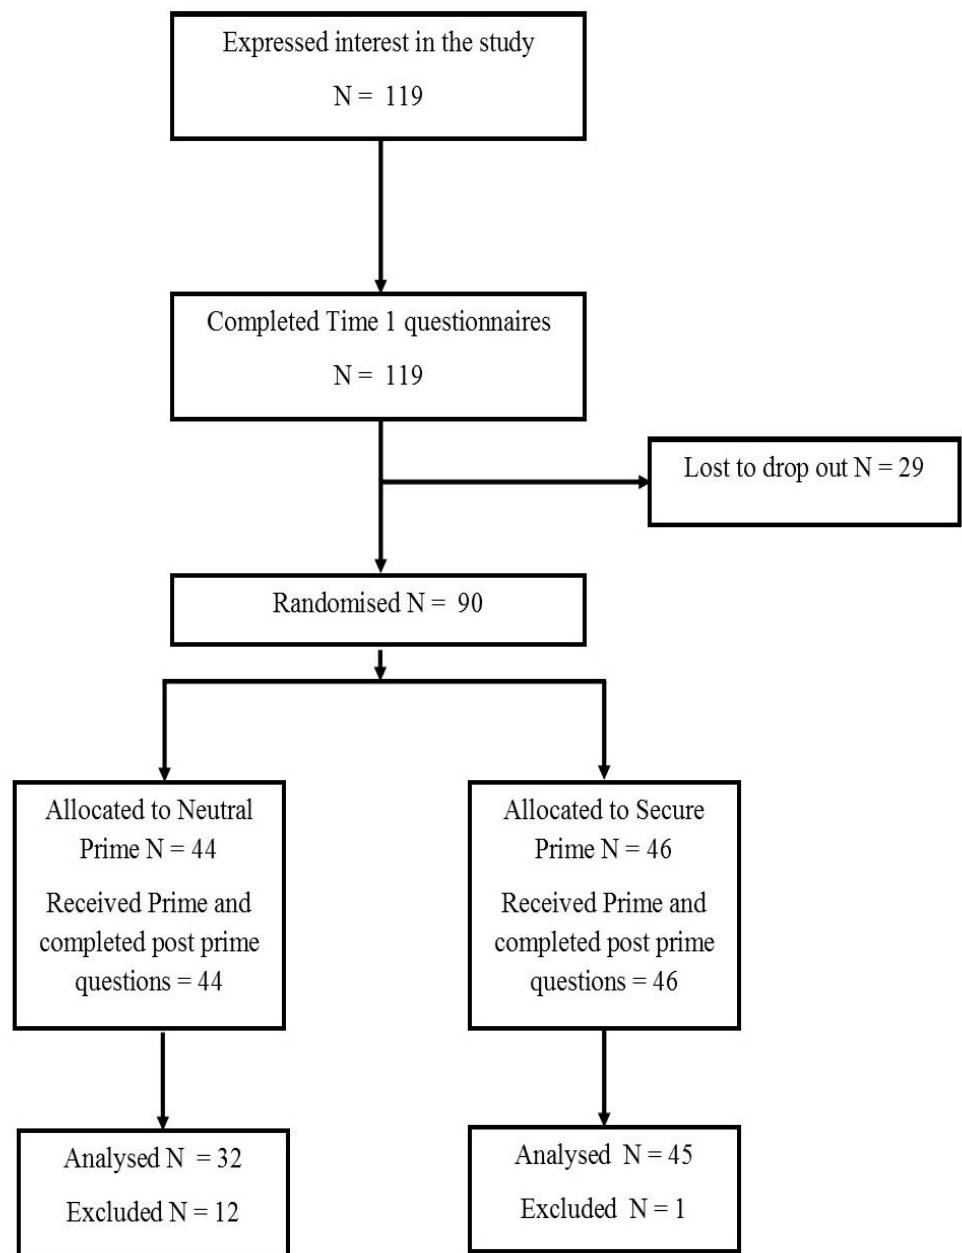 Expressed interest in the study
N = 119
Completed Time 1 questionnaires
N = 119
Lost to drop out N = 29
Randomised N = 90
Allocated to Neutral
Prime N = 44
Received Prime and
completed post prime
questions = 44
Allocated to Secure
Prime N = 46
Received Prime and
completed post prime
questions = 46
Analysed N = 32
Excluded N = 12
Analysed N = 45
Excluded N = 1